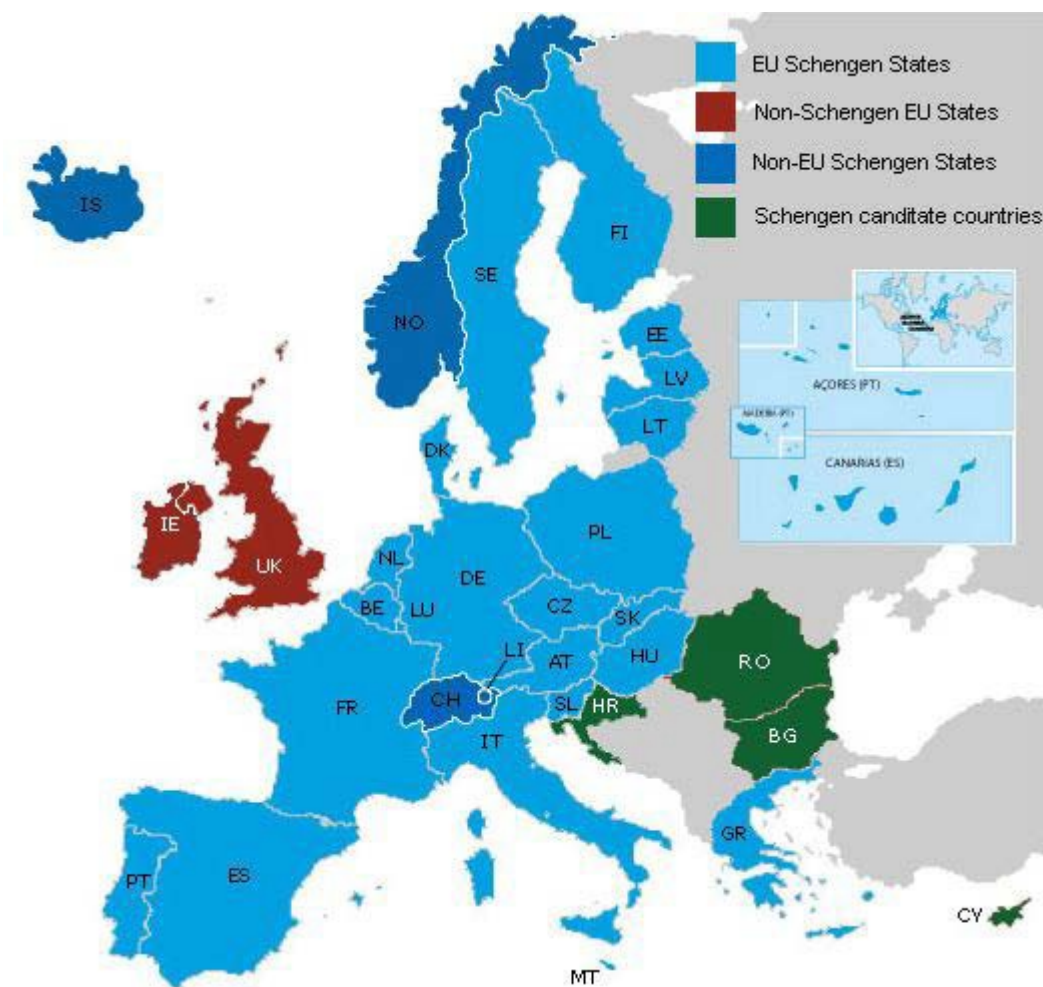 EU Schengen States
Non-Schengen EU States
Non-EU Schengen States
Schengen canditate countries
IS
FI
SE
NO
EE
LV
LT
DK
AÇORES (PT)
MADEIRA (PT)
CANARIAS (ES)
IE
UK
NL
DE
PL
BE
LU
CZ
SK
LI
AT
HU
RO
FR
CH
SL
HR
IT
BG
GR
PT
ES
CY
MT